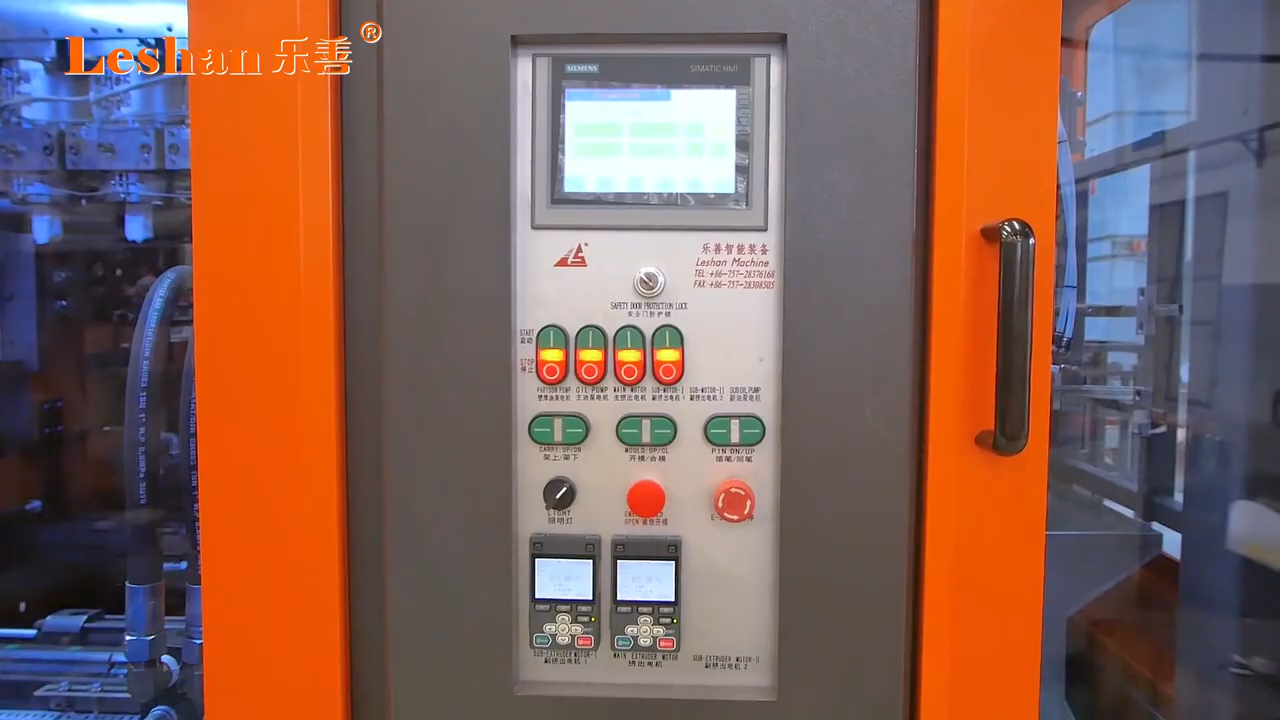 Leshan 乐善®
SIEMENS
SIMATIC HMI
TOUCH
乐善智能装备
Leshan Machine
TEL:+86-757-28376168
FAX:+86-757-28308505
SAFETY DOOR PROTECTION LOCK
安全门防护锁
START
启动
STOP
停止
PARISON PUMP
壁厚油泵电机
OIL PUMP
主油泵电机
MAIN MOTOR
主挤出电机
SUB-MOTOR-I
副挤出电机 1
SUB-MOTOR-II
副挤出电机 2
SUB OIL PUMP
副油泵电机
CARRI.UP/DN
架上/架下
MOULD:OP/CL
开模/合模
PIN DN/UP
插笔/回笔
LIGHT
照明灯
OPEN 紧急开模
SUB-EXTRUDER MOTOR-I
副挤出电机 1
MAIN EXTRUDER MOTOR
挤出电机
SUB-EXTRUDER MOTOR-II
副挤出电机 2